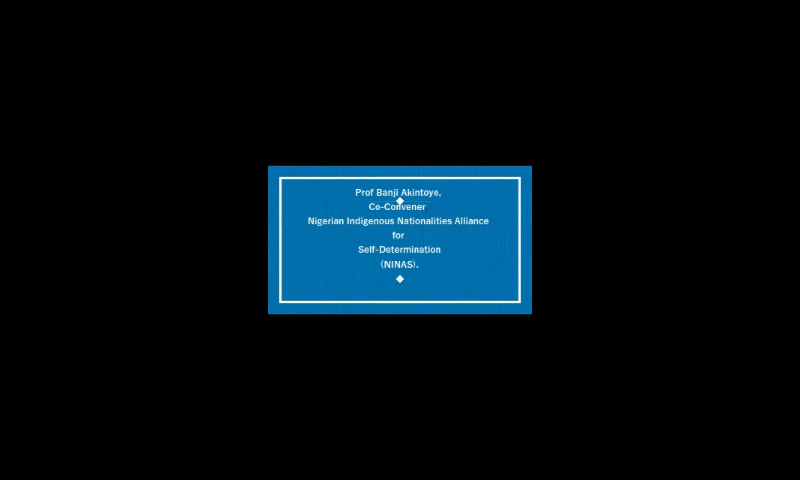 Prof Banji Akintoye,
Co-Convener
Nigerian Indigenous Nationalities Alliance
for
Self-Determination
(NINAS).